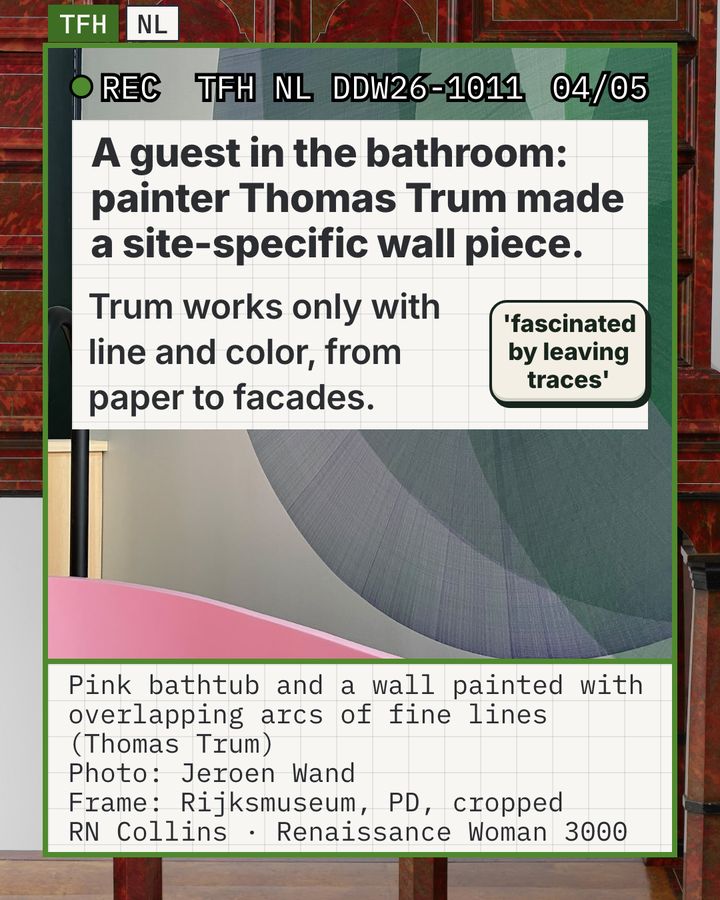 TFH NL
REC TFH NL DDW26-1011 04/05
A guest in the bathroom:
painter Thomas Trum made
a site-specific wall piece.
Trum works only with
line and color, from
paper to facades.
'fascinated
by leaving
traces'
Pink bathtub and a wall painted with
overlapping arcs of fine lines
(Thomas Trum)
Photo: Jeroen Wand
Frame: Rijksmuseum, PD, cropped
RN Collins · Renaissance Woman 3000